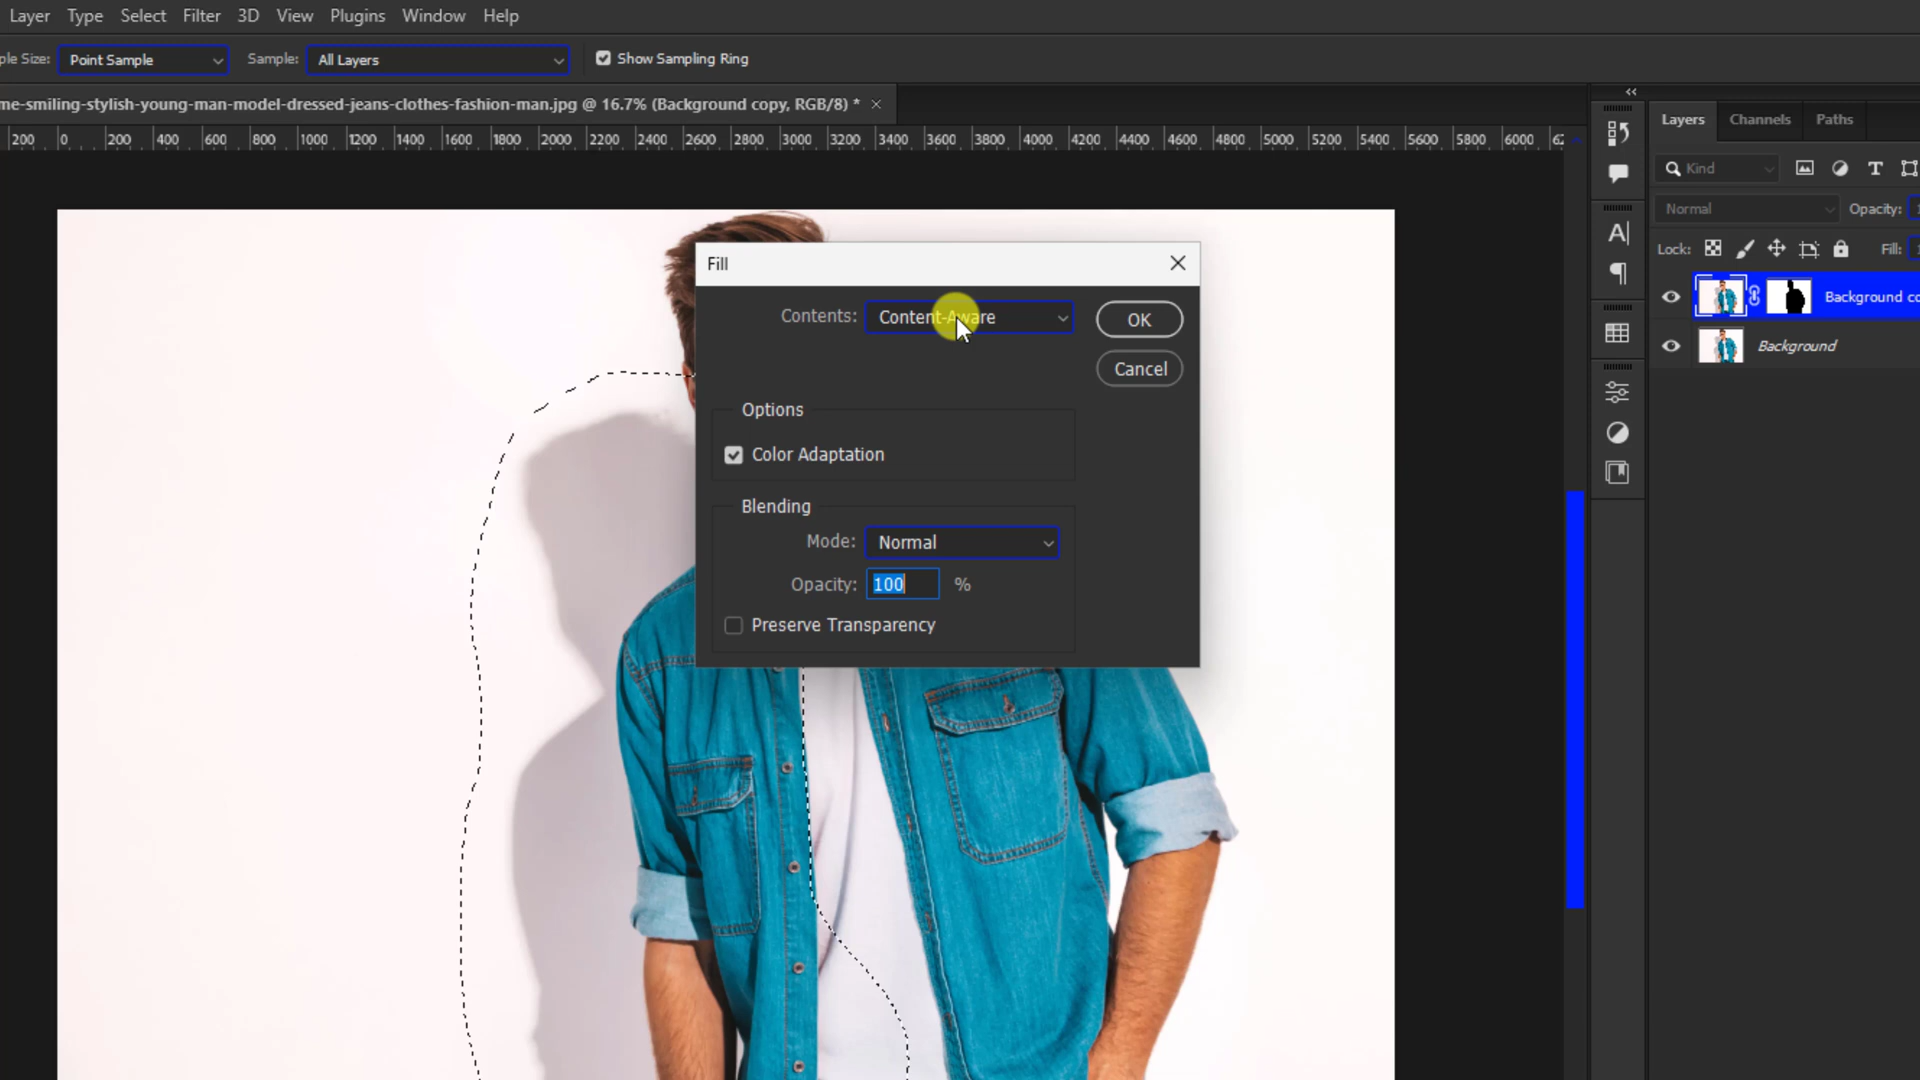 Layer Type Select Filter 3D View Plugins Window Help
ple Size: Point Sample Sample: All Layers Show Sampling Ring
me-smiling-stylish-young-man-model-dressed-jeans-clothes-fashion-man.jpg @ 16.7% (Background copy, RGB/8) * ×
200 0 200 400 600 800 1000 1200 1400 1600 1800 2000 2200 2400 2600 2800 3000 3200 3400 3600 3800 4000 4200 4400 4600 4800 5000 5200 5400 5600 5800 6000
Layers Channels Paths
Kind
Normal Opacity:
Lock: Fill:
Background co
Background
Fill
Contents: Content-Aware
OK
Cancel
Options
Color Adaptation
Blending
Mode: Normal
Opacity: 100 %
Preserve Transparency